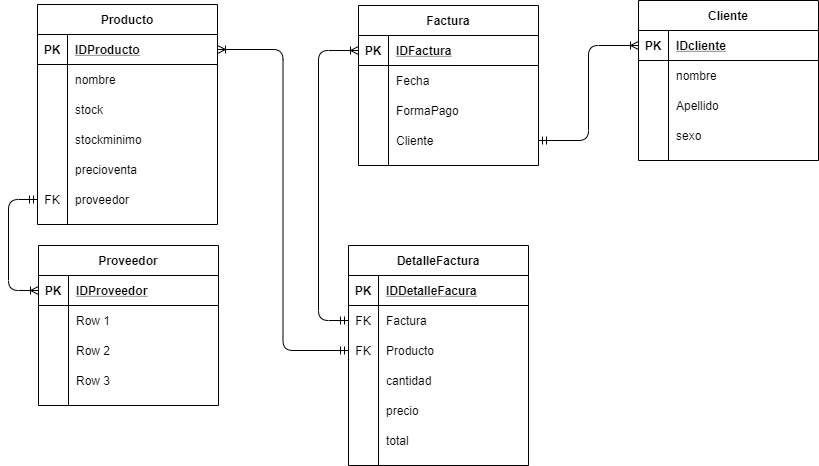 Producto
PK IDProducto
nombre
stock
stockminimo
precioventa
FK proveedor
Proveedor
PK IDProveedor
Row 1
Row 2
Row 3
Factura
PK IDFactura
Fecha
FormaPago
Cliente
DetalleFactura
PK IDDetalleFacura
FK Factura
FK Producto
cantidad
precio
total
Cliente
PK IDcliente
nombre
Apellido
sexo